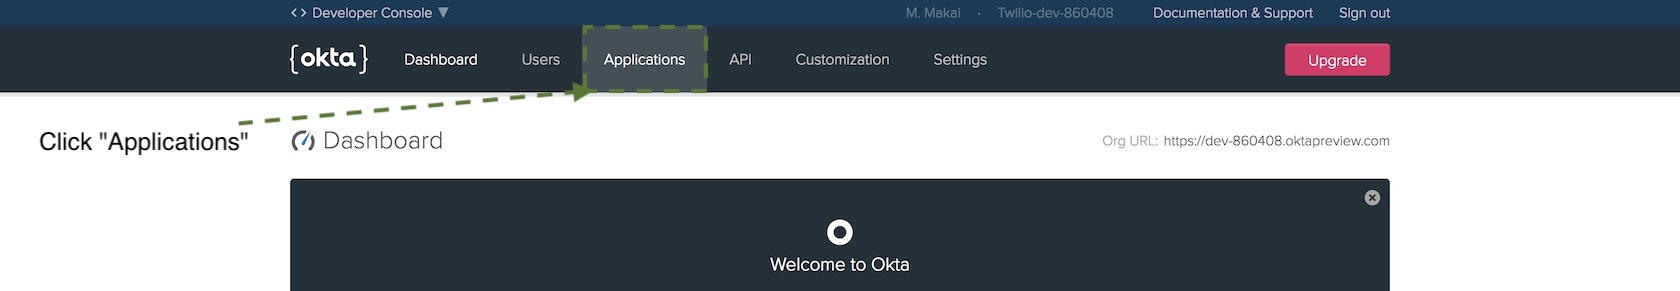 <> Developer Console ▼ M. Makai · Twilio-dev-860408 Documentation & Support Sign out
{okta} Dashboard Users Applications API Customization Settings Upgrade
Click "Applications" Dashboard Org URL: https://dev-860408.oktapreview.com
Welcome to Okta